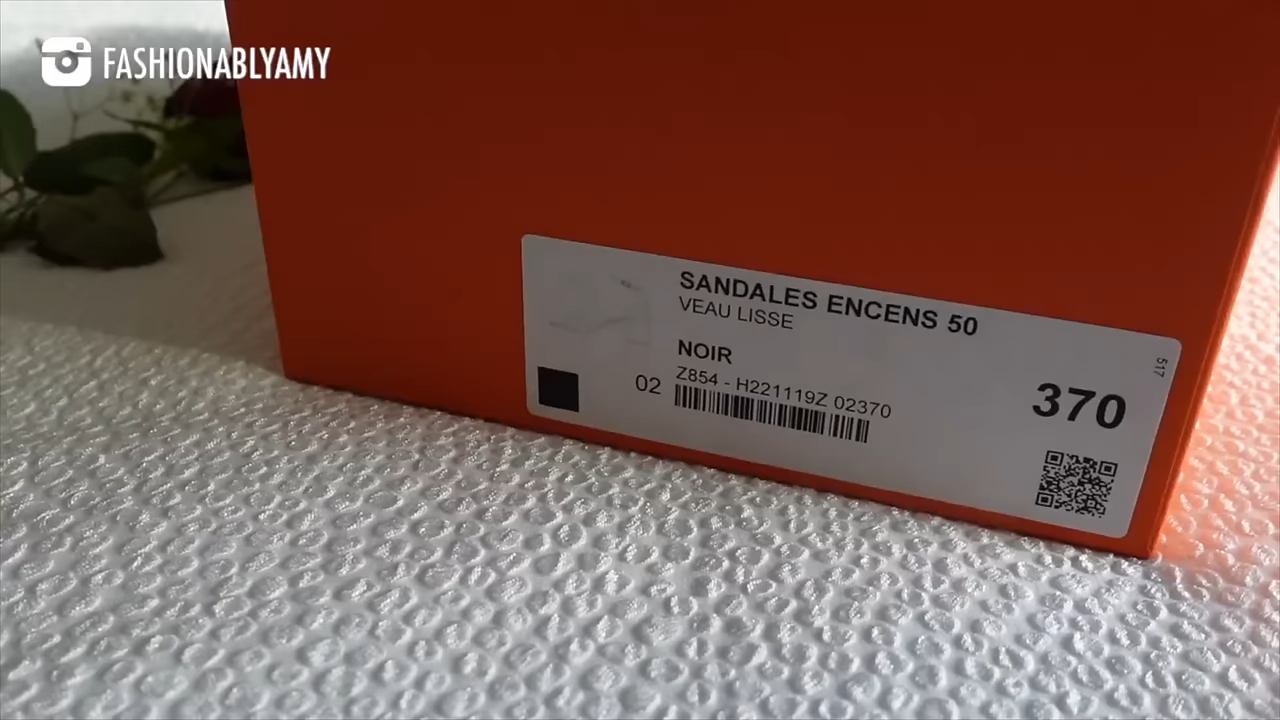 FASHIONABLYAMY
SANDALES ENCENS 50
VEAU LISSE
NOIR
Z854 - H221119Z 02370
02
370
517